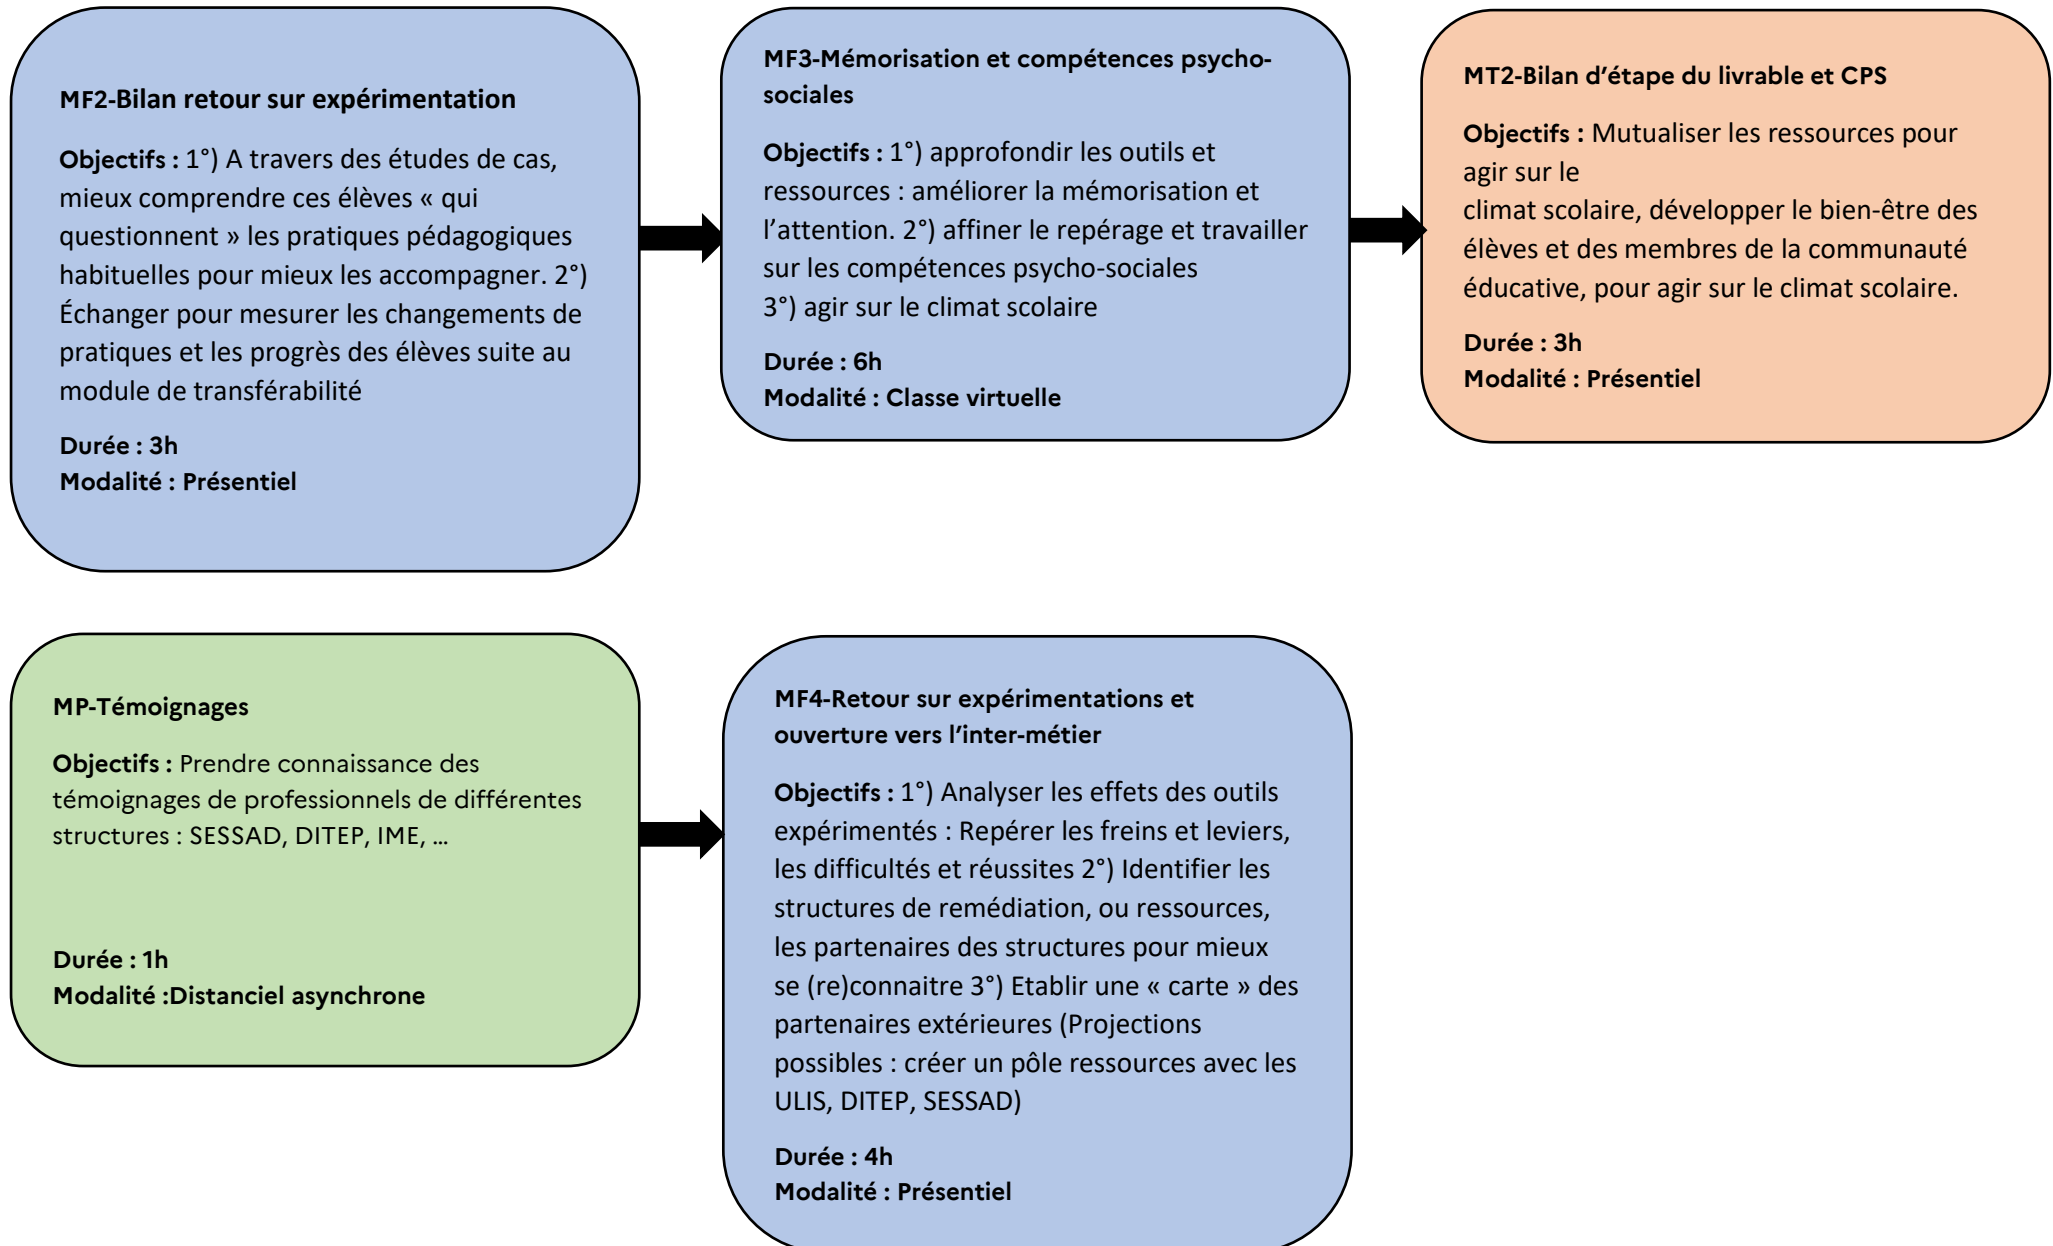 MF2-Bilan retour sur expérimentation
Objectifs : 1°) A travers des études de cas,
mieux comprendre ces élèves « qui
questionnent » les pratiques pédagogiques
habituelles pour mieux les accompagner. 2°)
Échanger pour mesurer les changements de
pratiques et les progrès des élèves suite au
module de transférabilité
Durée : 3h
Modalité : Présentiel
MF3-Mémorisation et compétences psycho-
sociales
Objectifs : 1°) approfondir les outils et
ressources : améliorer la mémorisation et
l’attention. 2°) affiner le repérage et travailler
sur les compétences psycho-sociales
3°) agir sur le climat scolaire
Durée : 6h
Modalité : Classe virtuelle
MT2-Bilan d’étape du livrable et CPS
Objectifs : Mutualiser les ressources pour
agir sur le
climat scolaire, développer le bien-être des
élèves et des membres de la communauté
éducative, pour agir sur le climat scolaire.
Durée : 3h
Modalité : Présentiel
MP-Témoignages
Objectifs : Prendre connaissance des
témoignages de professionnels de différentes
structures : SESSAD, DITEP, IME, …
Durée : 1h
Modalité :Distanciel asynchrone
MF4-Retour sur expérimentations et
ouverture vers l’inter-métier
Objectifs : 1°) Analyser les effets des outils
expérimentés : Repérer les freins et leviers,
les difficultés et réussites 2°) Identifier les
structures de remédiation, ou ressources,
les partenaires des structures pour mieux
se (re)connaitre 3°) Etablir une « carte » des
partenaires extérieures (Projections
possibles : créer un pôle ressources avec les
ULIS, DITEP, SESSAD)
Durée : 4h
Modalité : Présentiel